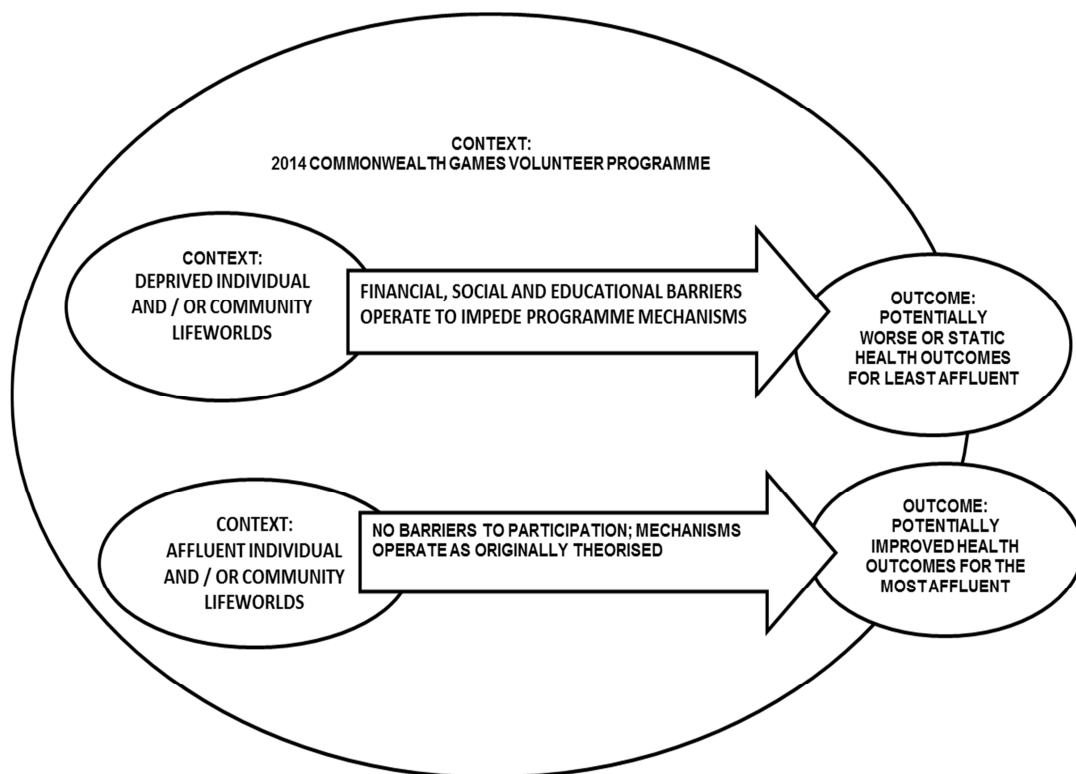 CONTEXT:
2014 COMMONWEALTH GAMES VOLUNTEER PROGRAMME
CONTEXT:
DEPRIVED INDIVIDUAL
AND / OR COMMUNITY
LIFEWORLDS
FINANCIAL, SOCIAL AND EDUCATIONAL BARRIERS
OPERATE TO IMPEDE PROGRAMME MECHANISMS
OUTCOME:
POTENTIALLY
WORSE OR STATIC
HEALTH OUTCOMES
FOR LEAST AFFLUENT
CONTEXT:
AFFLUENT INDIVIDUAL
AND / OR COMMUNITY
LIFEWORLDS
NO BARRIERS TO PARTICIPATION; MECHANISMS
OPERATE AS ORIGINALLY THEORISED
OUTCOME:
POTENTIALLY
IMPROVED HEALTH
OUTCOMES FOR THE
MOST AFFLUENT